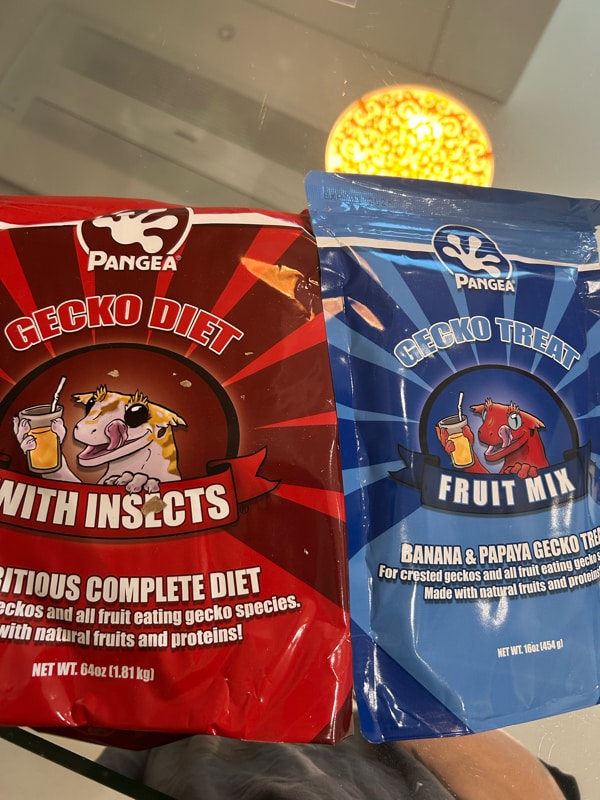 PANGEA
GECKO DIET
WITH INSECTS
COMPLETE DIET
and all fruit eating gecko species.
with natural fruits and proteins!
NET WT. 64oz (1.81 kg)
PANGEA
GECKO TREAT
FRUIT MIX
BANANA & PAPAYA GECKO
For crested geckos and all fruit eating gecko
Made with natural fruits and proteins
NET WT. 16oz (454 g)